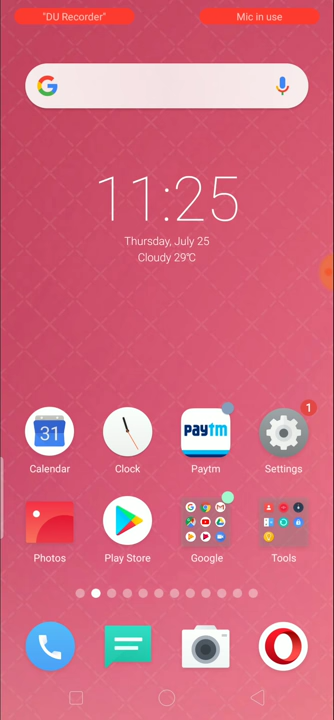 "DU Recorder"
Mic in use
11:25
Thursday, July 25
Cloudy 29℃
31
paytm
1
Calendar
Clock
Paytm
Settings
Photos
Play Store
Google
Tools